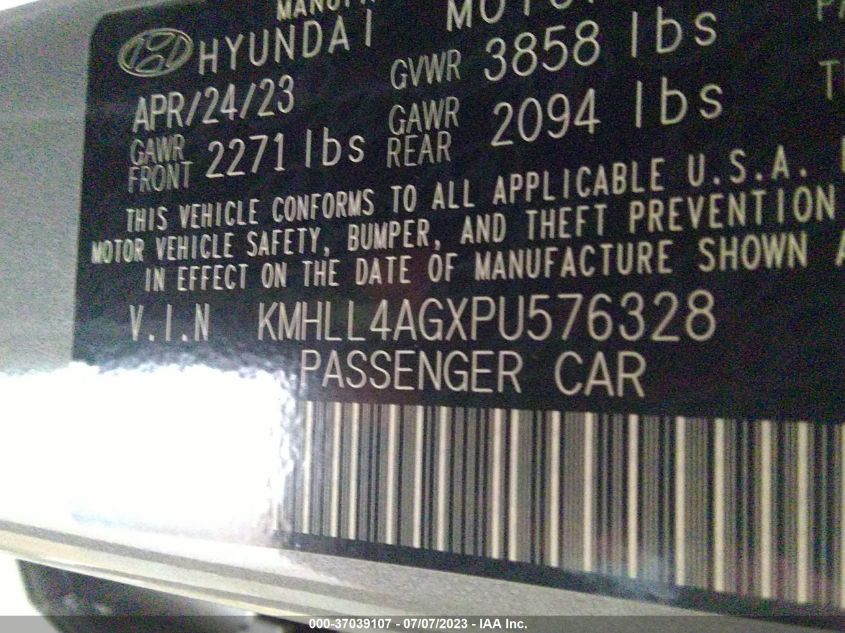 HYUNDAI MOTO
APR/24/23 GVWR 3858 lbs
GAWR FRONT 2271 lbs GAWR REAR 2094 lbs
THIS VEHICLE CONFORMS TO ALL APPLICABLE U.S.A.
MOTOR VEHICLE SAFETY, BUMPER, AND THEFT PREVENTION
IN EFFECT ON THE DATE OF MANUFACTURE SHOWN A
V.I.N KMHLL4AGXPU576328
PASSENGER CAR
000-37039107 - 07/07/2023 - IAA Inc.